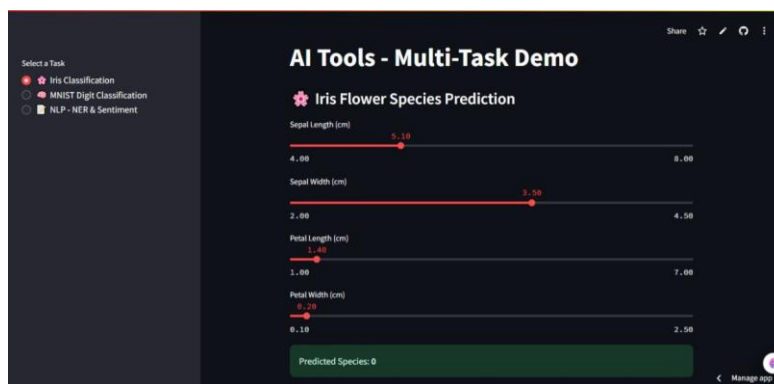 Share
Select a Task
Iris Classification
MNIST Digit Classification
NLP - NER & Sentiment
AI Tools - Multi-Task Demo
Iris Flower Species Prediction
Sepal Length (cm)
5.10
4.00 8.00
Sepal Width (cm)
3.50
2.00 4.50
Petal Length (cm)
1.40
1.00 7.00
Petal Width (cm)
0.20
0.10 2.50
Predicted Species: 0
Manage app